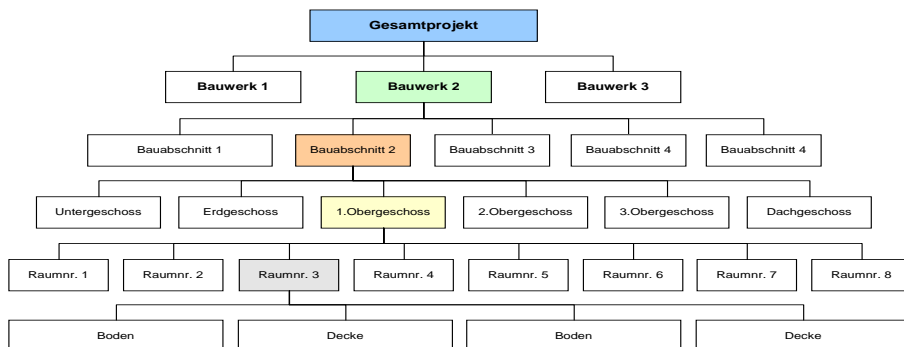 Gesamtprojekt
Bauwerk 1 Bauwerk 2 Bauwerk 3
Bauabschnitt 1 Bauabschnitt 2 Bauabschnitt 3 Bauabschnitt 4 Bauabschnitt 4
Untergeschoss Erdgeschoss 1.Obergeschoss 2.Obergeschoss 3.Obergeschoss Dachgeschoss
Raumnr. 1 Raumnr. 2 Raumnr. 3 Raumnr. 4 Raumnr. 5 Raumnr. 6 Raumnr. 7 Raumnr. 8
Boden Decke Boden Decke